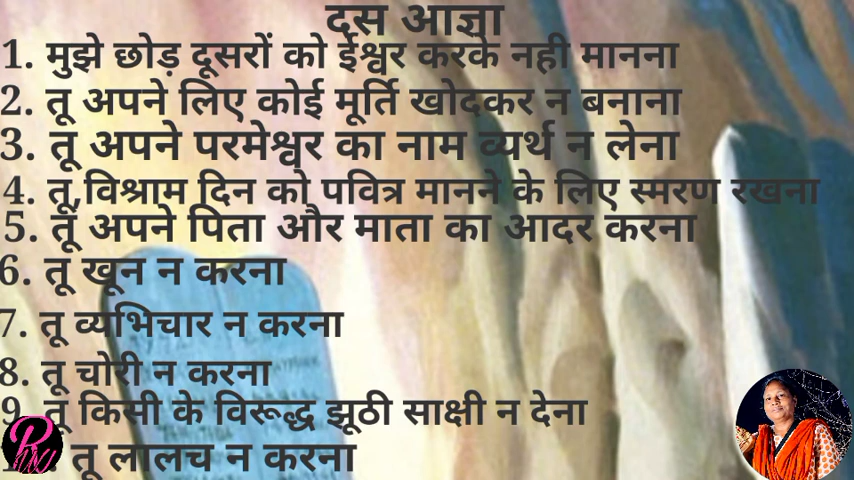 दस आज्ञा
1. मुझे छोड़ दूसरों को ईश्वर करके नही मानना
2. तू अपने लिए कोई मूर्ति खोदकर न बनाना
3. तू अपने परमेश्वर का नाम व्यर्थ न लेना
4. तू,विश्राम दिन को पवित्र मानने के लिए स्मरण रखना
5. तू अपने पिता और माता का आदर करना
6. तू खून न करना
7. तू व्यभिचार न करना
8. तू चोरी न करना
9. तू किसी के विरूद्ध झूठी साक्षी न देना
तू लालच न करना